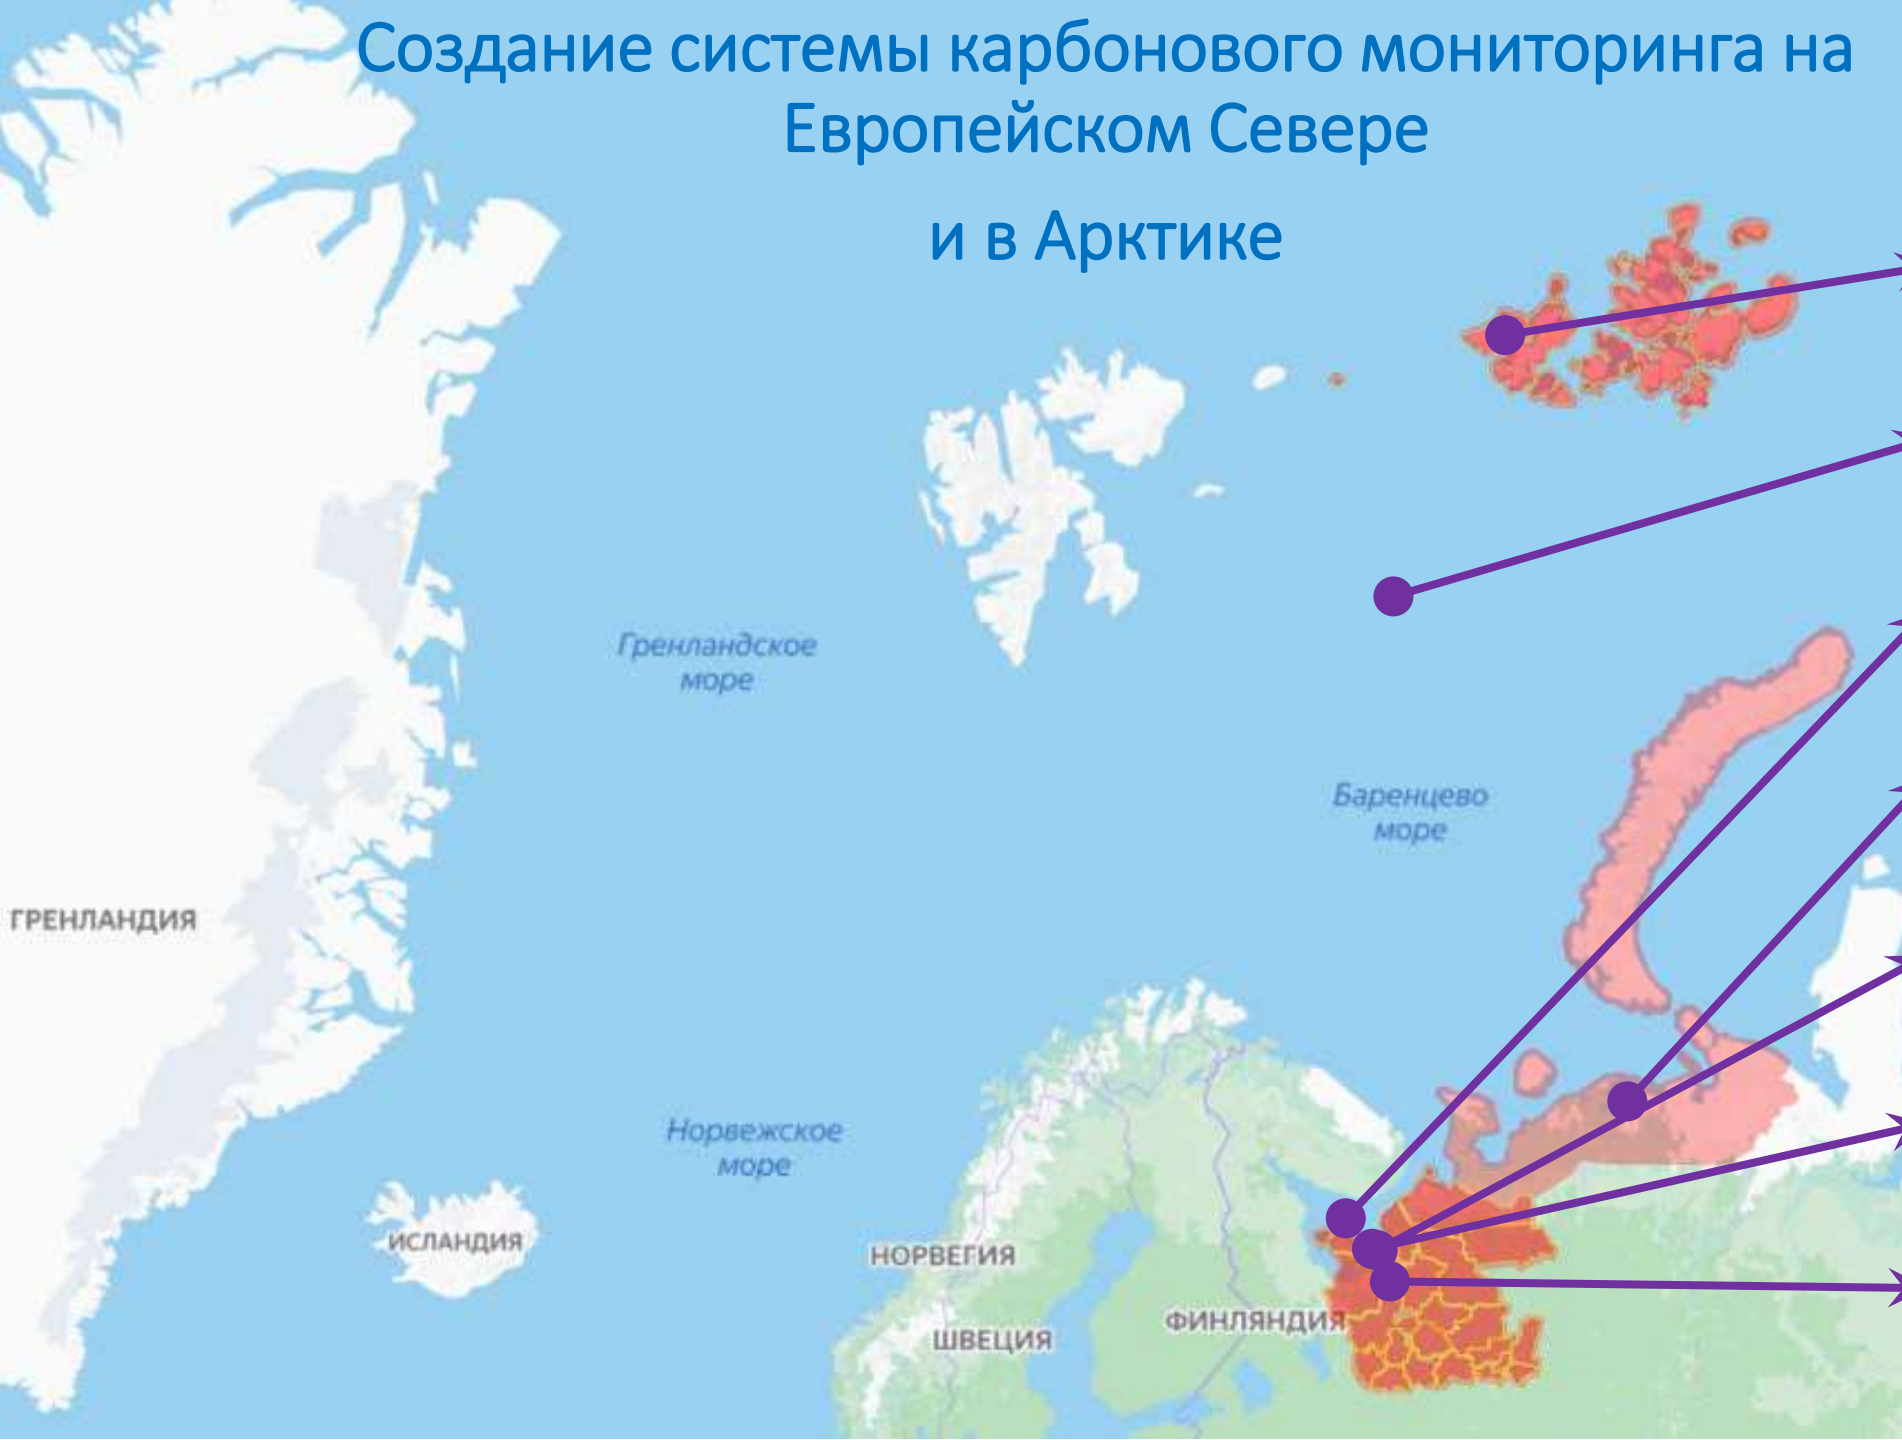 Создание системы карбонового мониторинга на
Европейском Севере
и в Арктике
Гренландское
море
Баренцево
море
ГРЕНЛАНДИЯ
Норвежское
море
ИСЛАНДИЯ
НОРВЕГИЯ
ФИНЛЯНДИЯ
ШВЕЦИЯ